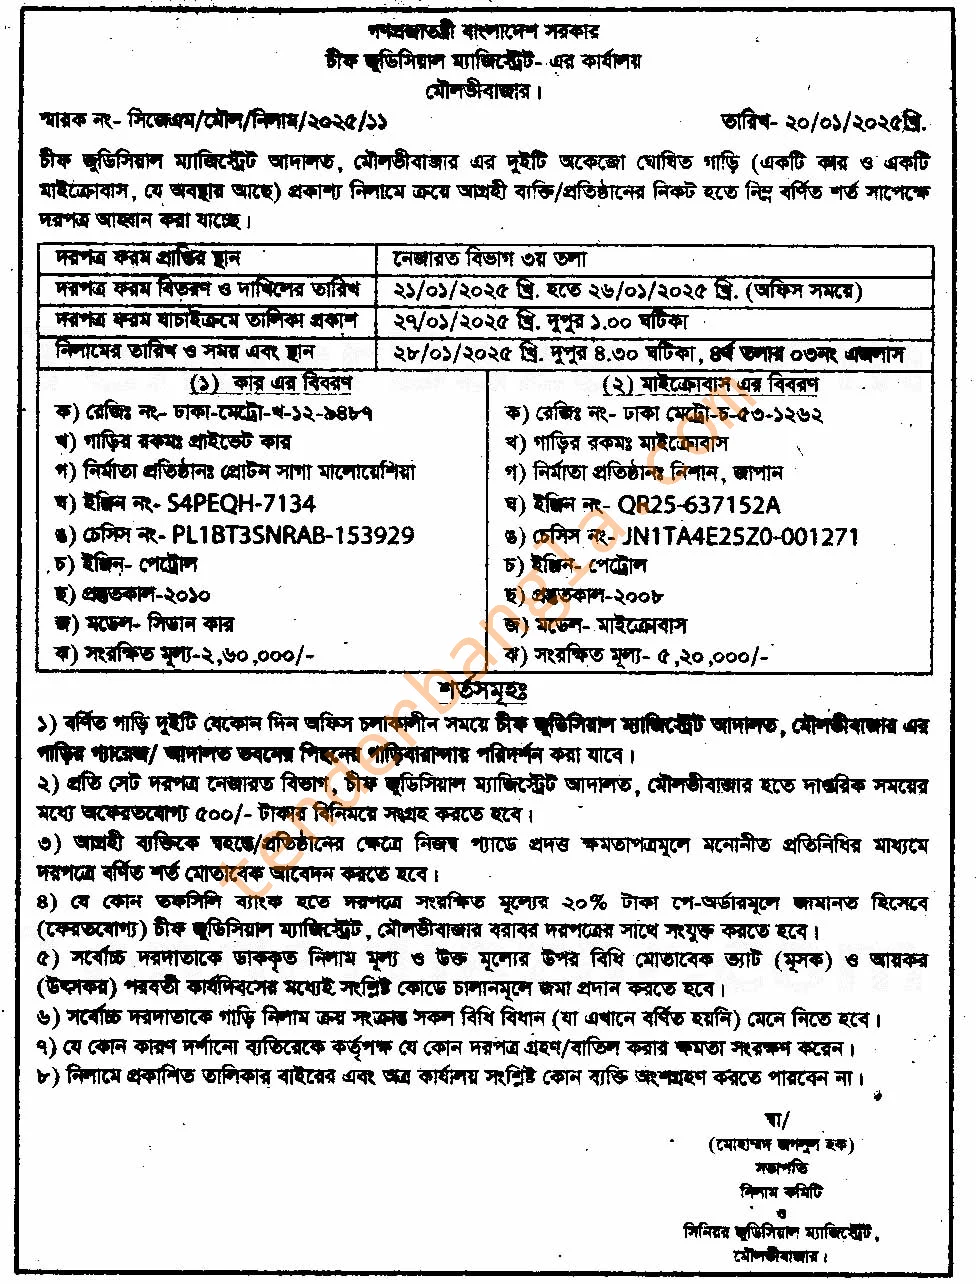 গণপ্রজাতন্ত্রী বাংলাদেশ সরকার
চীফ জুডিসিয়াল ম্যাজিস্ট্রেট- এর কার্যালয়
মৌলভীবাজার।
স্মারক নং- সিজেএম/মৌল/নিলাম/২০২৫/১১ তারিখ- ২০/০১/২০২৫খ্রি.
চীফ জুডিসিয়াল ম্যাজিস্ট্রেট আদালত, মৌলভীবাজার এর দুইটি অকেজো ঘোষিত গাড়ি (একটি কার ও একটি
মাইক্রোবাস, যে অবস্থায় আছে) প্রকাশ্য নিলামে ক্রয়ে আগ্রহী ব্যক্তি/প্রতিষ্ঠানের নিকট হতে নিম্ন বর্ণিত শর্ত সাপেক্ষে
দরপত্র আহ্বান করা যাচ্ছে।
দরপত্র ফরম প্রাপ্তির স্থান নেজারত বিভাগ ৩য় তলা
দরপত্র ফরম বিতরণ ও দাখিলের তারিখ ২১/০১/২০২৫ খ্রি. হতে ২৬/০১/২০২৫ খ্রি. (অফিস সময়ে)
দরপত্র ফরম যাচাইক্রমে তালিকা প্রকাশ ২৭/০১/২০২৫ খ্রি. দুপুর ১.০০ ঘটিকা
নিলামের তারিখ ও সময় এবং স্থান ২৮/০১/২০২৫ খ্রি. দুপুর ৪.৩০ ঘটিকা, ৪র্থ তলার ০৩নং এজলাস
(১) কার এর বিবরণ
ক) রেজিঃ নং- ঢাকা-মেট্রো-খ-১২-৯৪৮৭
খ) গাড়ির রকমঃ প্রাইভেট কার
গ) নির্মাতা প্রতিষ্ঠানঃ প্রোটন সাগা মালোয়েশিয়া
ঘ) ইঞ্জিন নং- S4PEQH-7134
ঙ) চেসিস নং- PL1BT3SNRAB-153929
চ) ইঞ্জিন- পেট্রোল
ছ) প্রস্তুতকাল-২০১০
জ) মডেল- সিডান কার
ঝ) সংরক্ষিত মূল্য-২,৬০,০০০/-
(২) মাইক্রোবাস এর বিবরণ
ক) রেজিঃ নং- ঢাকা মেট্রো-চ-৫৩-১২৬২
খ) গাড়ির রকমঃ মাইক্রোবাস
গ) নির্মাতা প্রতিষ্ঠানঃ নিশান, জাপান
ঘ) ইঞ্জিন নং- QR25-637152A
ঙ) চেসিস নং- JN1TA4E25Z0-001271
চ) ইঞ্জিন- পেট্রোল
ছ) প্রস্তুতকাল-২০০৮
জ) মডেল- মাইক্রোবাস
ঝ) সংরক্ষিত মূল্য- ৫,২০,০০০/-
শর্তসমূহঃ
১) বর্ণিত গাড়ি দুইটি যেকোন দিন অফিস চলাকালীন সময়ে চীফ জুডিসিয়াল ম্যাজিস্ট্রেট আদালত, মৌলভীবাজার এর
গাড়ির গ্যারেজ/ আদালত ভবনের পিছনের গাড়িবারান্দায় পরিদর্শন করা যাবে।
২) প্রতি সেট দরপত্র নেজারত বিভাগ, চীফ জুডিসিয়াল ম্যাজিস্ট্রেট আদালত, মৌলভীবাজার হতে দাপ্তরিক সময়ের
মধ্যে অফেরতযোগ্য ৫০০/- টাকার বিনিময়ে সংগ্রহ করতে হবে।
৩) আগ্রহী ব্যক্তিকে স্বহস্তে/প্রতিষ্ঠানের ক্ষেত্রে নিজস্ব প্যাডে প্রদত্ত ক্ষমতাপত্রমূলে মনোনীত প্রতিনিধির মাধ্যমে
দরপত্রে বর্ণিত শর্ত মোতাবেক আবেদন করতে হবে।
৪) যে কোন তফসিলি ব্যাংক হতে দরপত্রে সংরক্ষিত মূল্যের ২০% টাকা পে-অর্ডারমূলে জামানত হিসেবে
(ফেরতযোগ্য) চীফ জুডিসিয়াল ম্যাজিস্ট্রেট, মৌলভীবাজার বরাবর দরপত্রের সাথে সংযুক্ত করতে হবে।
৫) সর্বোচ্চ দরদাতাকে ডাককৃত নিলাম মূল্য ও উক্ত মূল্যের উপর বিধি মোতাবেক ভ্যাট (মূসক) ও আয়কর
(উৎসকর) পরবর্তী কার্যদিবসের মধ্যেই সংশ্লিষ্ট কোডে চালানমূলে জমা প্রদান করতে হবে।
৬) সর্বোচ্চ দরদাতাকে গাড়ি নিলাম ক্রয় সংক্রান্ত সকল বিধি বিধান (যা এখানে বর্ণিত হয়নি) মেনে নিতে হবে।
৭) যে কোন কারণ দর্শানো ব্যতিরেকে কর্তৃপক্ষ যে কোন দরপত্র গ্রহণ/বাতিল করার ক্ষমতা সংরক্ষণ করেন।
৮) নিলামে প্রকাশিত তালিকার বাইরের এবং অত্র কার্যালয় সংশ্লিষ্ট কোন ব্যক্তি অংশগ্রহণ করতে পারবেন না।
স্বা/
(মোহাম্মদ জগলুল হক)
সভাপতি
নিলাম কমিটি
ও
সিনিয়র জুডিসিয়াল ম্যাজিস্ট্রেট,
মৌলভীবাজার।
tenderbangla.com